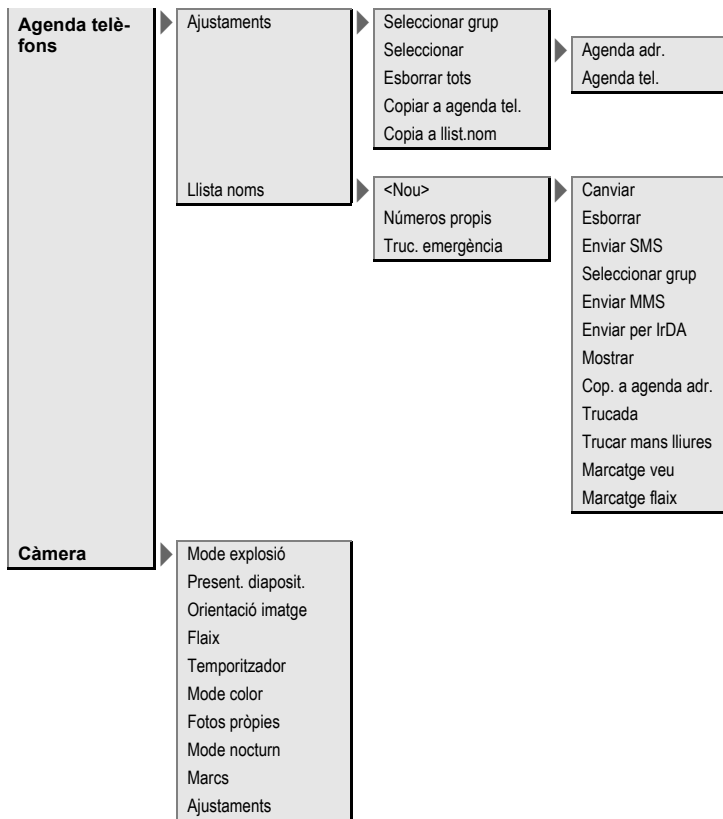 Agenda telè-
fons
Ajustaments
Seleccionar grup
Seleccionar
Esborrar tots
Copiar a agenda tel.
Copia a llist.nom
Agenda adr.
Agenda tel.
Llista noms
<Nou>
Números propis
Truc. emergència
Canviar
Esborrar
Enviar SMS
Seleccionar grup
Enviar MMS
Enviar per IrDA
Mostrar
Cop. a agenda adr.
Trucada
Trucar mans lliures
Marcatge veu
Marcatge flaix
Càmera
Mode explosió
Present. diaposit.
Orientació imatge
Flaix
Temporitzador
Mode color
Fotos pròpies
Mode nocturn
Marcs
Ajustaments